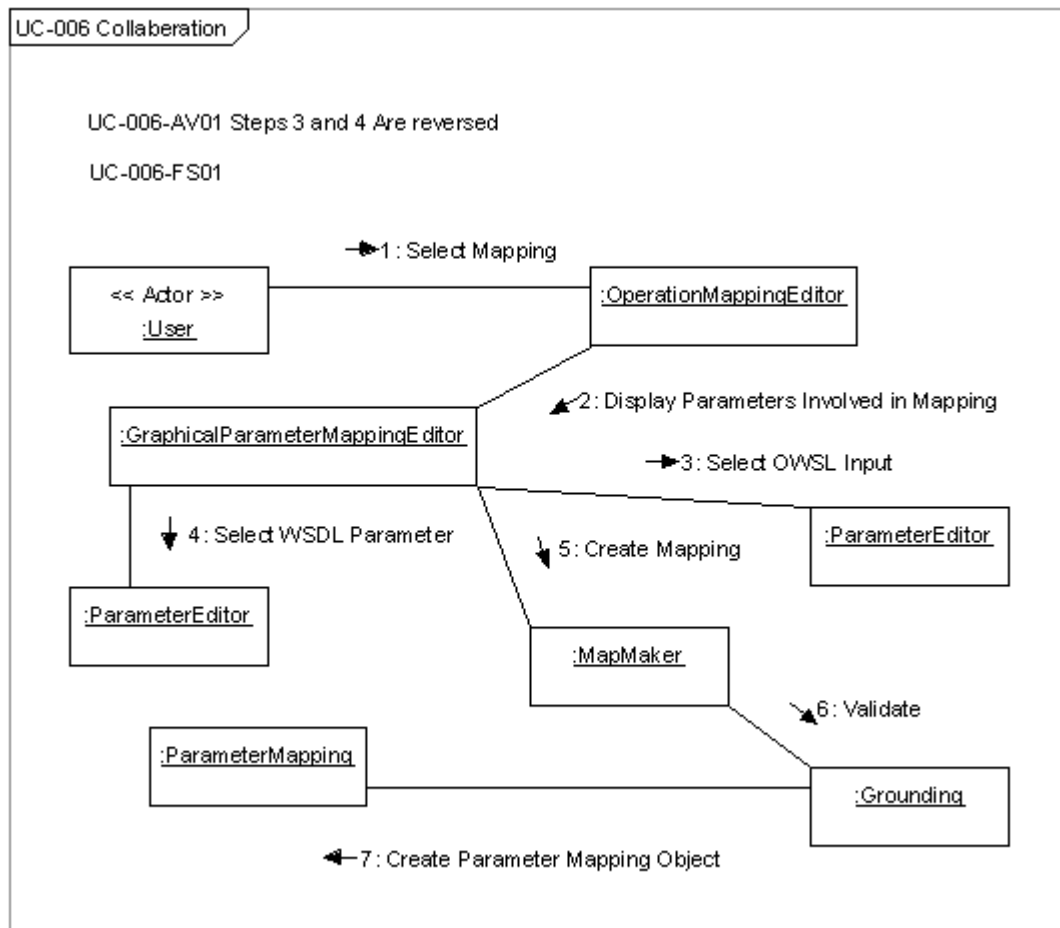 UC-006 Collaberation
UC-006-AV01 Steps 3 and 4 Are reversed
UC-006-FS01
1: Select Mapping
<< Actor >>
:User
:OperationMappingEditor
2: Display Parameters Involved in Mapping
:GraphicalParameterMappingEditor
3: Select OWSL Input
4: Select WSDL Parameter
5: Create Mapping
:ParameterEditor
:ParameterEditor
:MapMaker
6: Validate
:ParameterMapping
:Grounding
7: Create Parameter Mapping Object